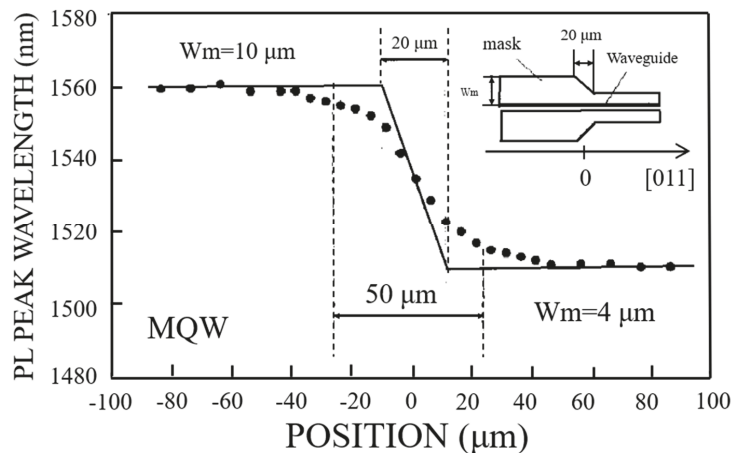 1580
1560
1540
1520
1500
1480
PL PEAK WAVELENGTH (nm)
Wm=10 μm
20 μm
50 μm
Wm=4 μm
MQW
20 μm
mask
Waveguide
Wm
0 [011]
-100 -80 -60 -40 -20 0 20 40 60 80 100
POSITION (μm)